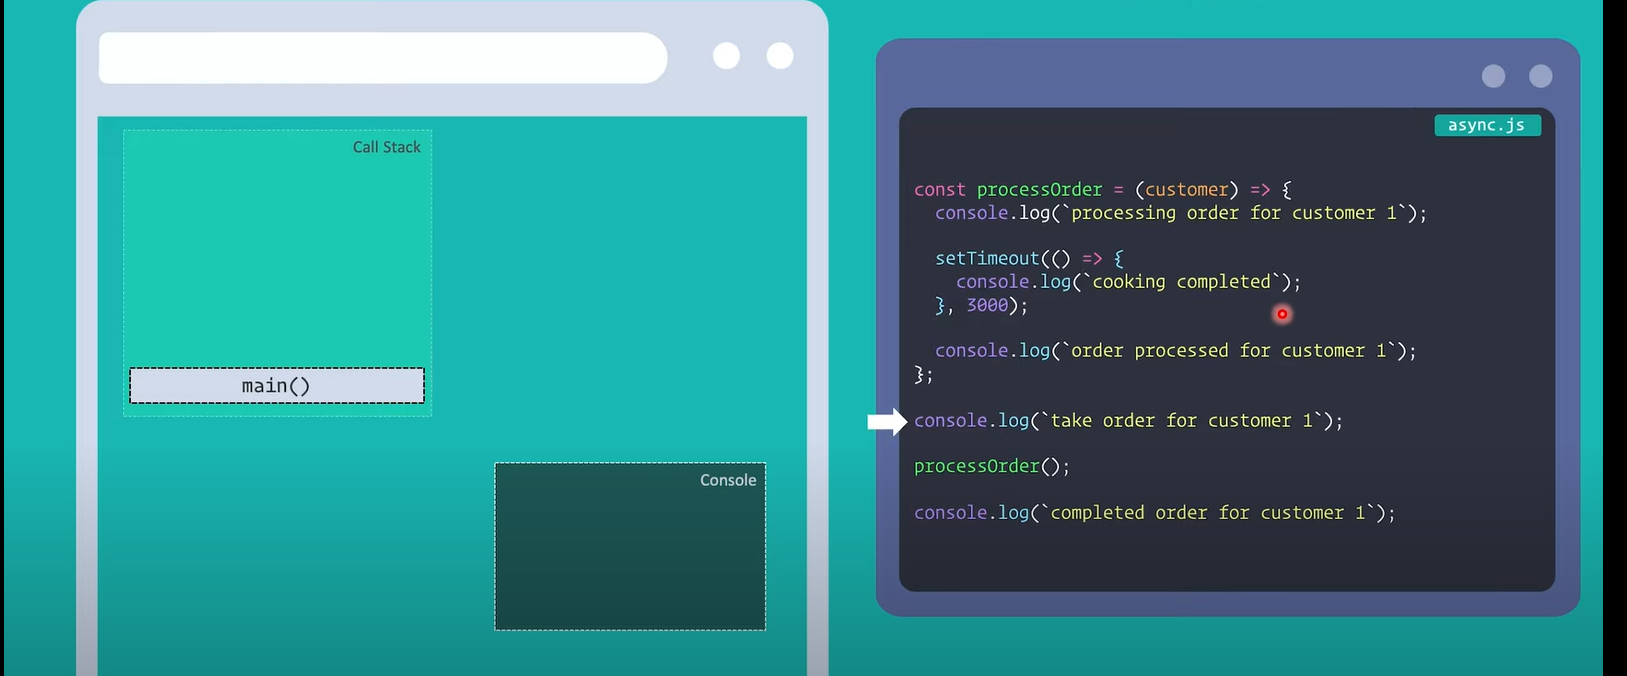 Call Stack
main()
Console
async.js
const processOrder = (customer) => {
console.log(`processing order for customer 1`);
setTimeout(() => {
console.log(`cooking completed`);
}, 3000);
console.log(`order processed for customer 1`);
};
console.log(`take order for customer 1`);
processOrder();
console.log(`completed order for customer 1`);